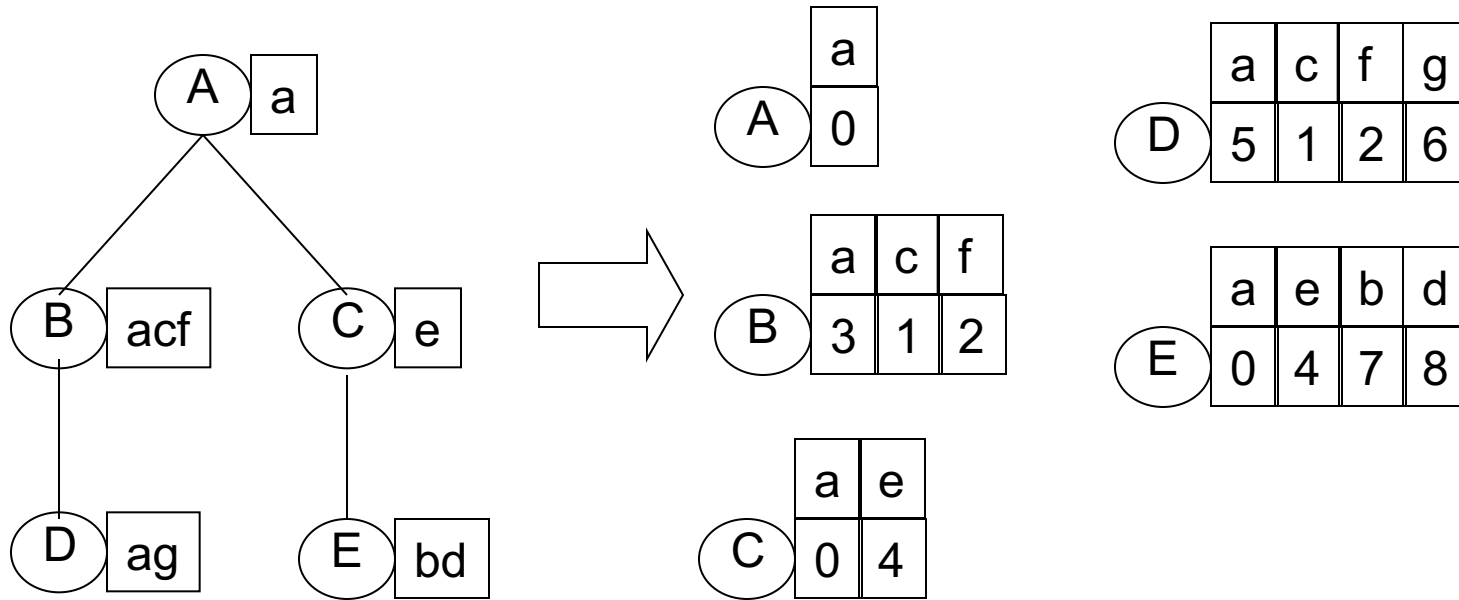 A a
B acf
C e
D ag
E bd
a
A 0
a c f
B 3 1 2
a e
C 0 4
a c f g
D 5 1 2 6
a e b d
E 0 4 7 8